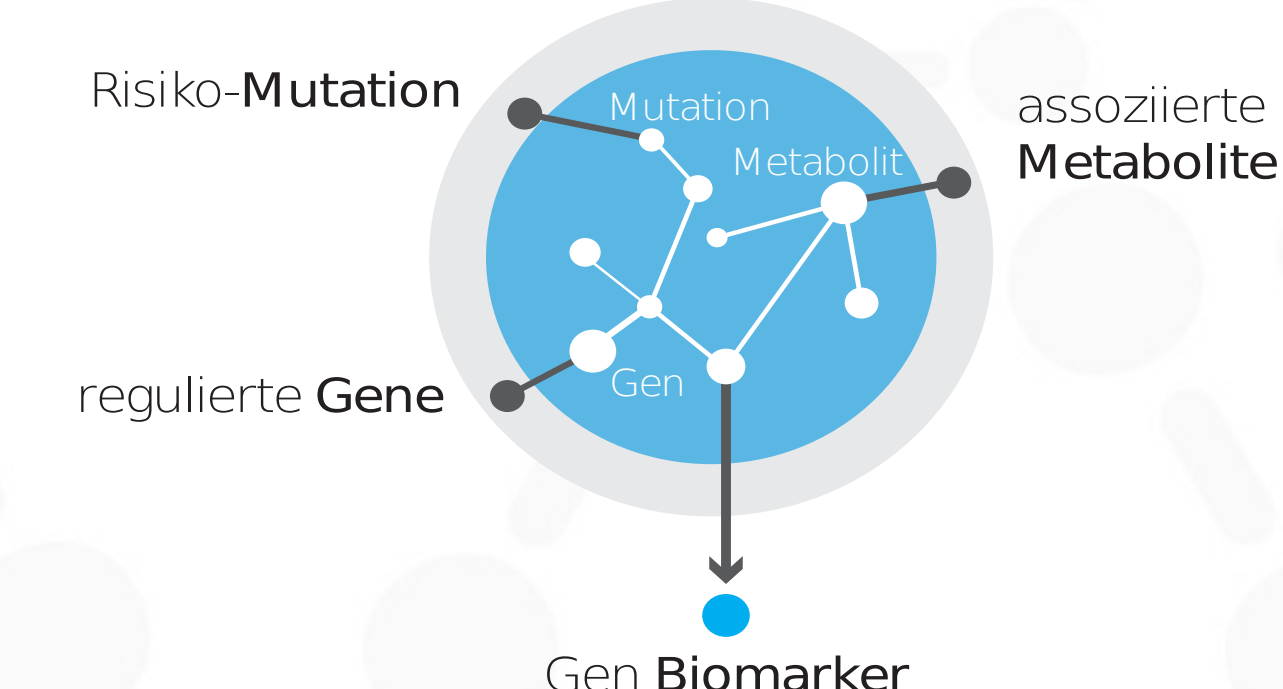 Risiko-Mutation
Mutation
assoziierte
Metabolite
Metabolit
regulierte Gene
Gen
Gen Biomarker